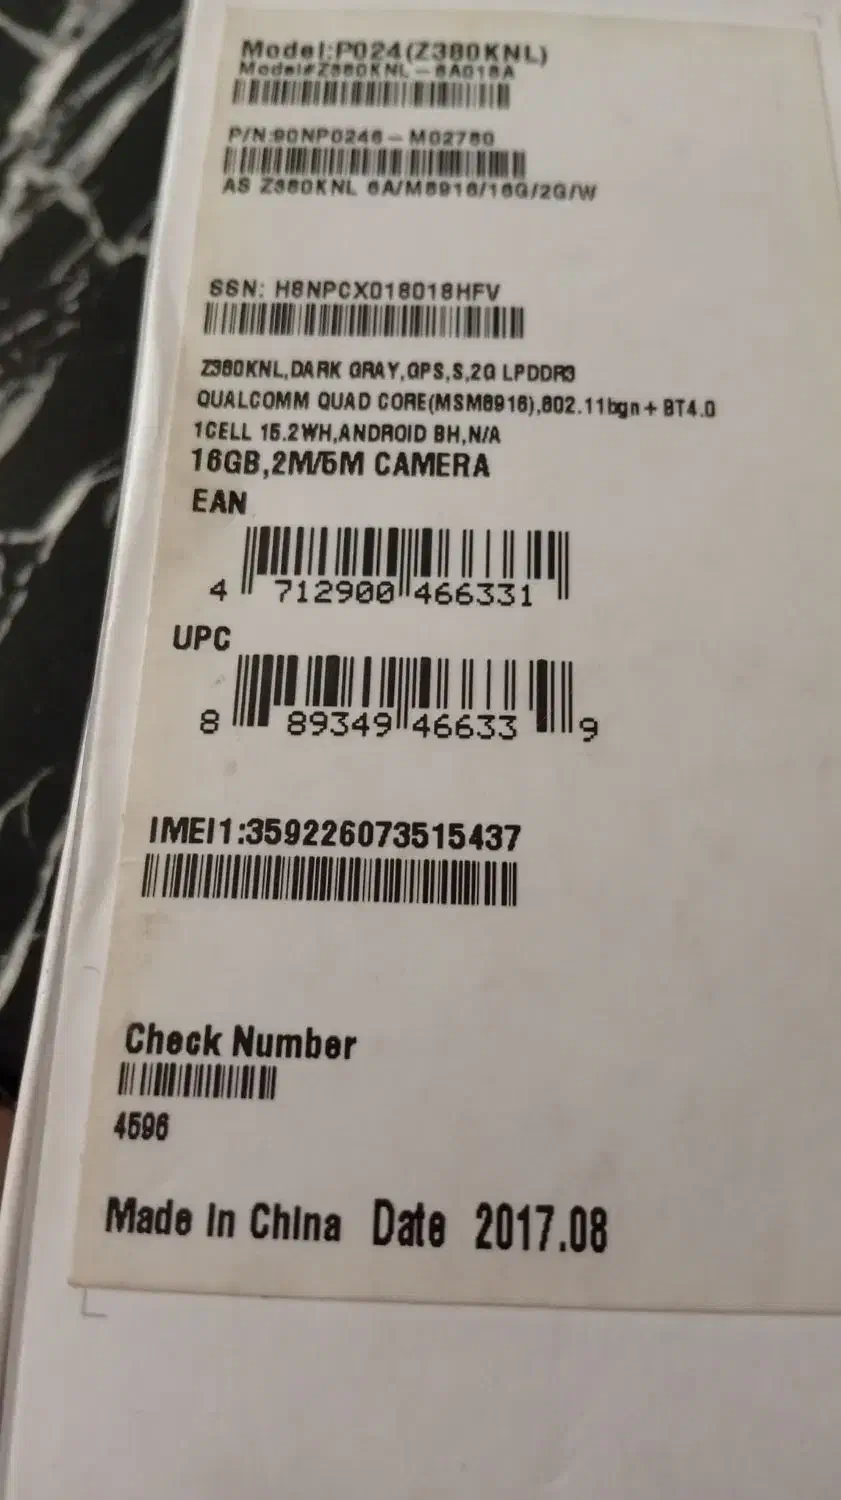 Model:P024(Z380KNL)
Model#Z380KNL-6A018A
P/N:90NP0246-M02780
AS Z380KNL 6A/M8916/16G/2G/W
SSN: H8NPCX018018HFV
Z380KNL,DARK GRAY,GPS,S,2G LPDDR3
QUALCOMM QUAD CORE(MSM8916),802.11bgn+BT4.0
1CELL 15.2WH,ANDROID BH,N/A
16GB,2M/5M CAMERA
EAN
4 712900 466331
UPC
8 89349 46633 9
IMEI1:359226073515437
Check Number
4596
Made In China Date 2017.08